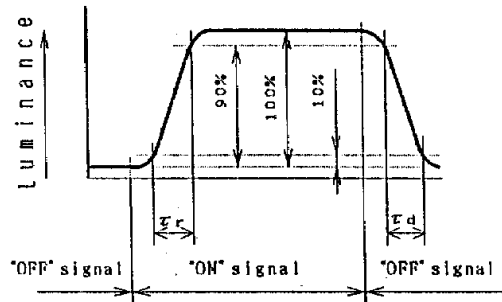 Luminance
90%
100%
10%
τr
τd
"OFF" signal
"ON" signal
"OFF" signal